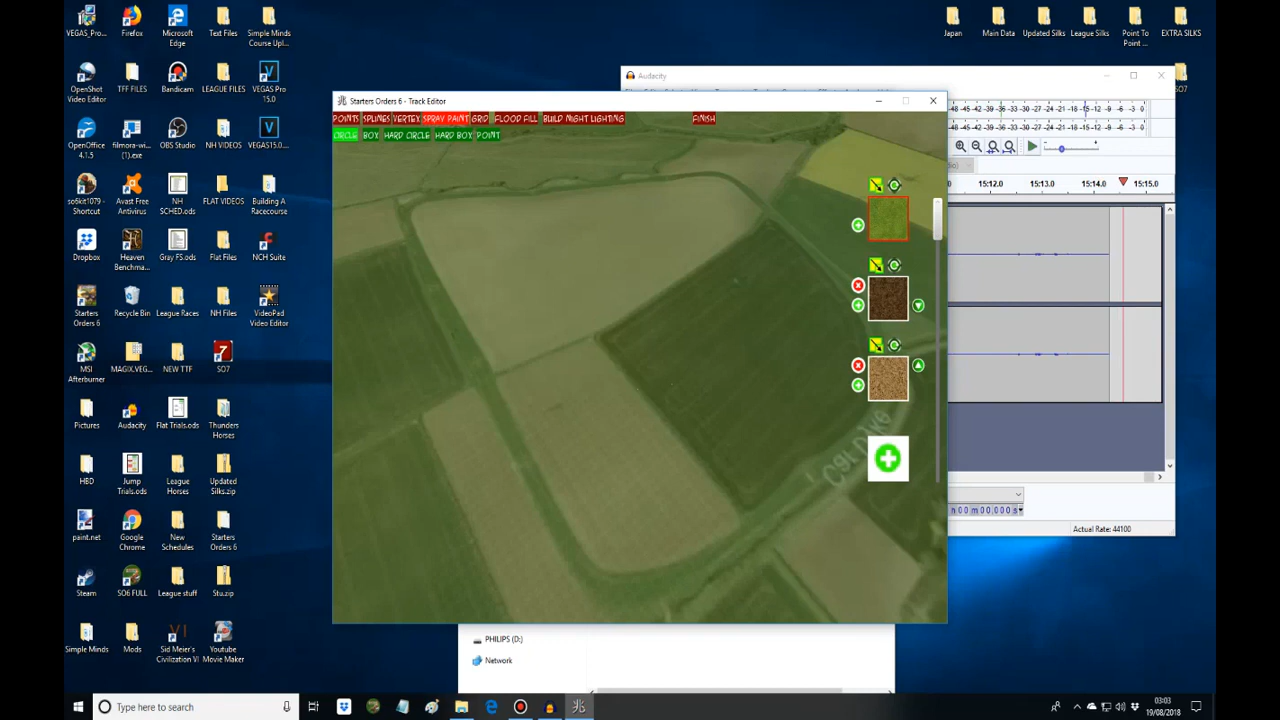 VEGAS_Pro...
Firefox
Microsoft
Edge
Text Files
Simple Minds
Course Upl...
Japan
Main Data
Updated Silks
League Silks
Point To
Point ...
EXTRA SILKS
OpenShot
Video Editor
TFF FILES
Bandicam
LEAGUE FILES
VEGAS Pro
15.0
Audacity
SO7
Starters Orders 6 - Track Editor
POINTS SPLINES VERTEX SPRAY PAINT GRID FLOOD FILL BUILD NIGHT LIGHTING FINISH
CIRCLE BOX HARD CIRCLE HARD BOX POINT
OpenOffice
4.1.5
filmora-wi...
(1).exe
OBS Studio
NH VIDEOS
VEGAS15.0...
so6kit1079 -
Shortcut
Avast Free
Antivirus
NH
SCHED.ods
FLAT VIDEOS
Building A
Racecourse
15:12.0 15:13.0 15:14.0 15:15.0
Dropbox
Heaven
Benchma...
Gray FS.ods
Flat Files
NCH Suite
Starters
Orders 6
Recycle Bin
League Races
NH Files
VideoPad
Video Editor
MSI
Afterburner
MAGIX.VEG...
NEW TTF
SO7
Pictures
Audacity
Flat Trials.ods
Thunders
Horses
HBD
Jump
Trials.ods
League
Horses
Updated
Silks.zip
Actual Rate: 44100
paint.net
Google
Chrome
New
Schedules
Starters
Orders 6
Steam
SO6 FULL
League stuff
Stu.zip
Simple Minds
Mods
Sid Meier's
Civilization VI
Youtube
Movie Maker
PHILIPS (D:)
Network
Type here to search
03:03
19/08/2018